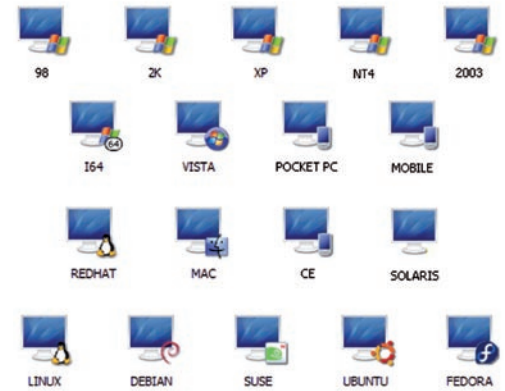 98 2K XP NT4 2003
64
I64 VISTA POCKET PC MOBILE
REDHAT MAC CE SOLARIS
LINUX DEBIAN SUSE UBUNTU FEDORA